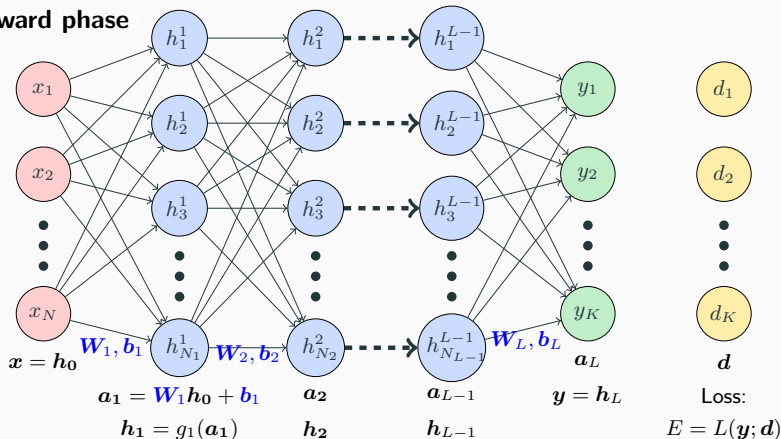 ward phase
h_1^1 h_1^2 h_1^{L-1}
x_1 y_1 d_1
h_2^1 h_2^2 h_2^{L-1}
x_2 y_2 d_2
h_3^1 h_3^2 h_3^{L-1}
x_N y_K d_K
W_1, b_1 h_{N_1}^1 W_2, b_2 h_{N_2}^2 h_{N_{L-1}}^{L-1} W_L, b_L
x = h_0 a_L d
a_1 = W_1h_0 + b_1 a_2 a_{L-1} y = h_L Loss:
h_1 = g_1(a_1) h_2 h_{L-1} E = L(y; d)